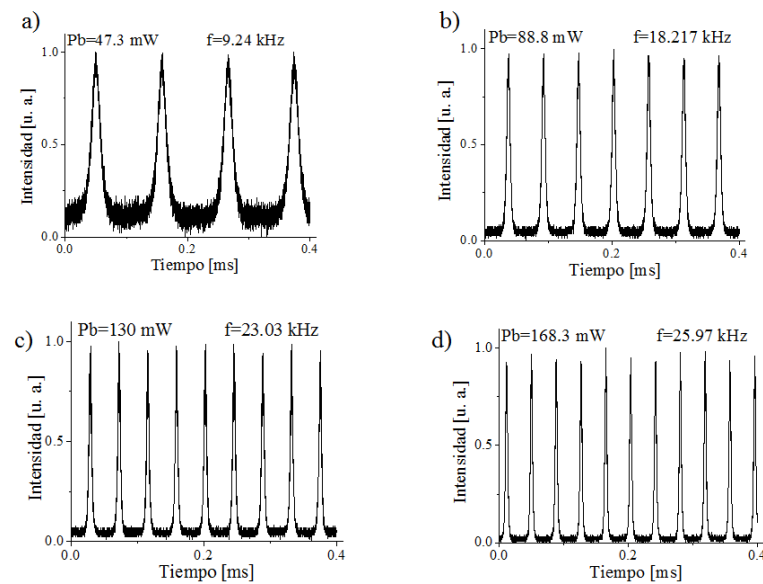 a)
Pb=47.3 mW f=9.24 kHz
Intensidad [u. a.]
1.0
0.5
0.0
0.0 0.2 0.4
Tiempo [ms]
b)
Pb=88.8 mW f=18.217 kHz
Intensidad [u. a.]
1.0
0.5
0.0
0.0 0.2 0.4
Tiempo [ms]
c)
Pb=130 mW f=23.03 kHz
Intensidad [u. a.]
1.0
0.5
0.0
0.0 0.2 0.4
Tiempo [ms]
d)
Pb=168.3 mW f=25.97 kHz
Intensidad [u. a.]
1.0
0.5
0.0
0.0 0.2 0.4
Tiempo [ms]